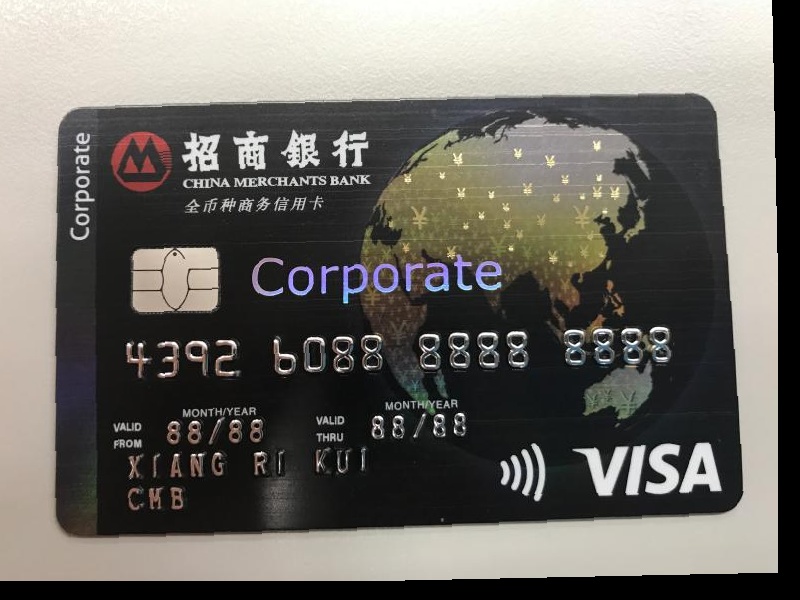 Corporate
招商銀行
CHINA MERCHANTS BANK
全币种商务信用卡
Corporate
4392 6088 8888 8888
MONTH/YEAR MONTH/YEAR
VALID FROM 88/88 VALID THRU 88/88
XIANG RI KUI
CMB
VISA